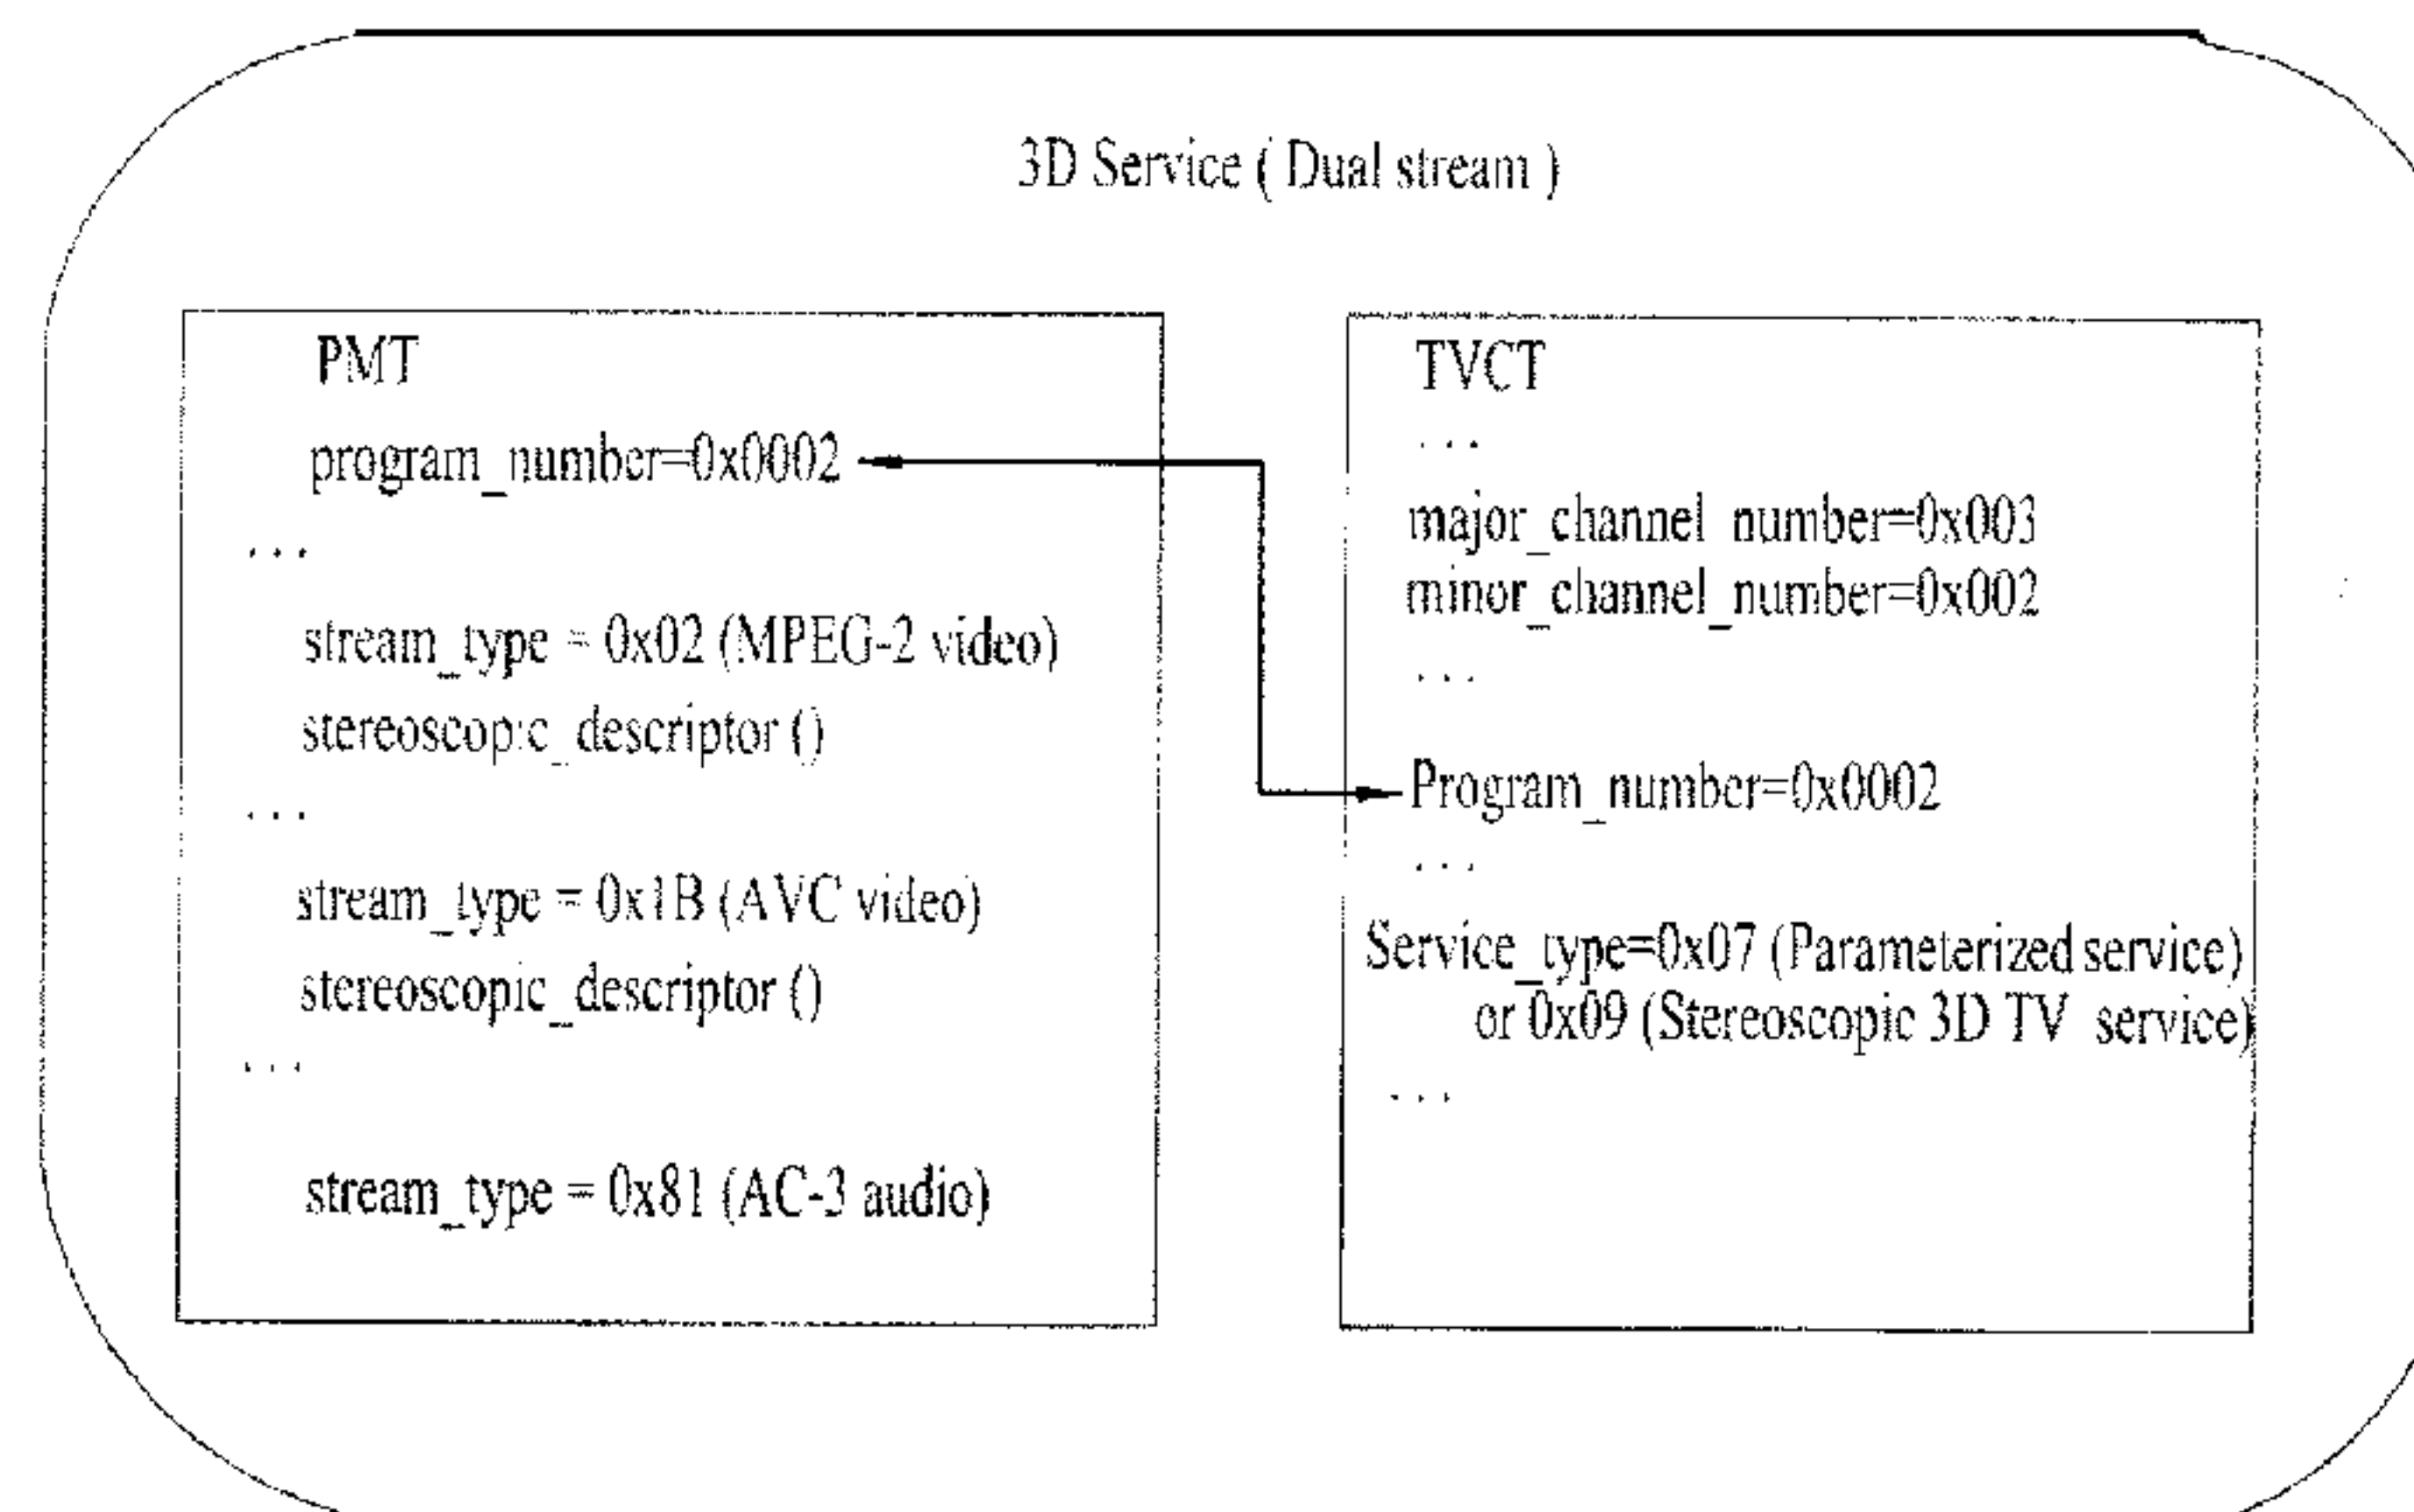 3D Service ( Dual stream )
PMT
program_number=0x0002
...
stream_type = 0x02 (MPEG-2 video)
stereoscopic_descriptor ()
...
stream_type = 0x1B (AVC video)
stereoscopic_descriptor ()
...
stream_type = 0x81 (AC-3 audio)
TVCT
...
major_channel_number=0x003
minor_channel_number=0x002
...
Program_number=0x0002
...
Service_type=0x07 (Parameterized service)
or 0x09 (Stereoscopic 3D TV service)
...